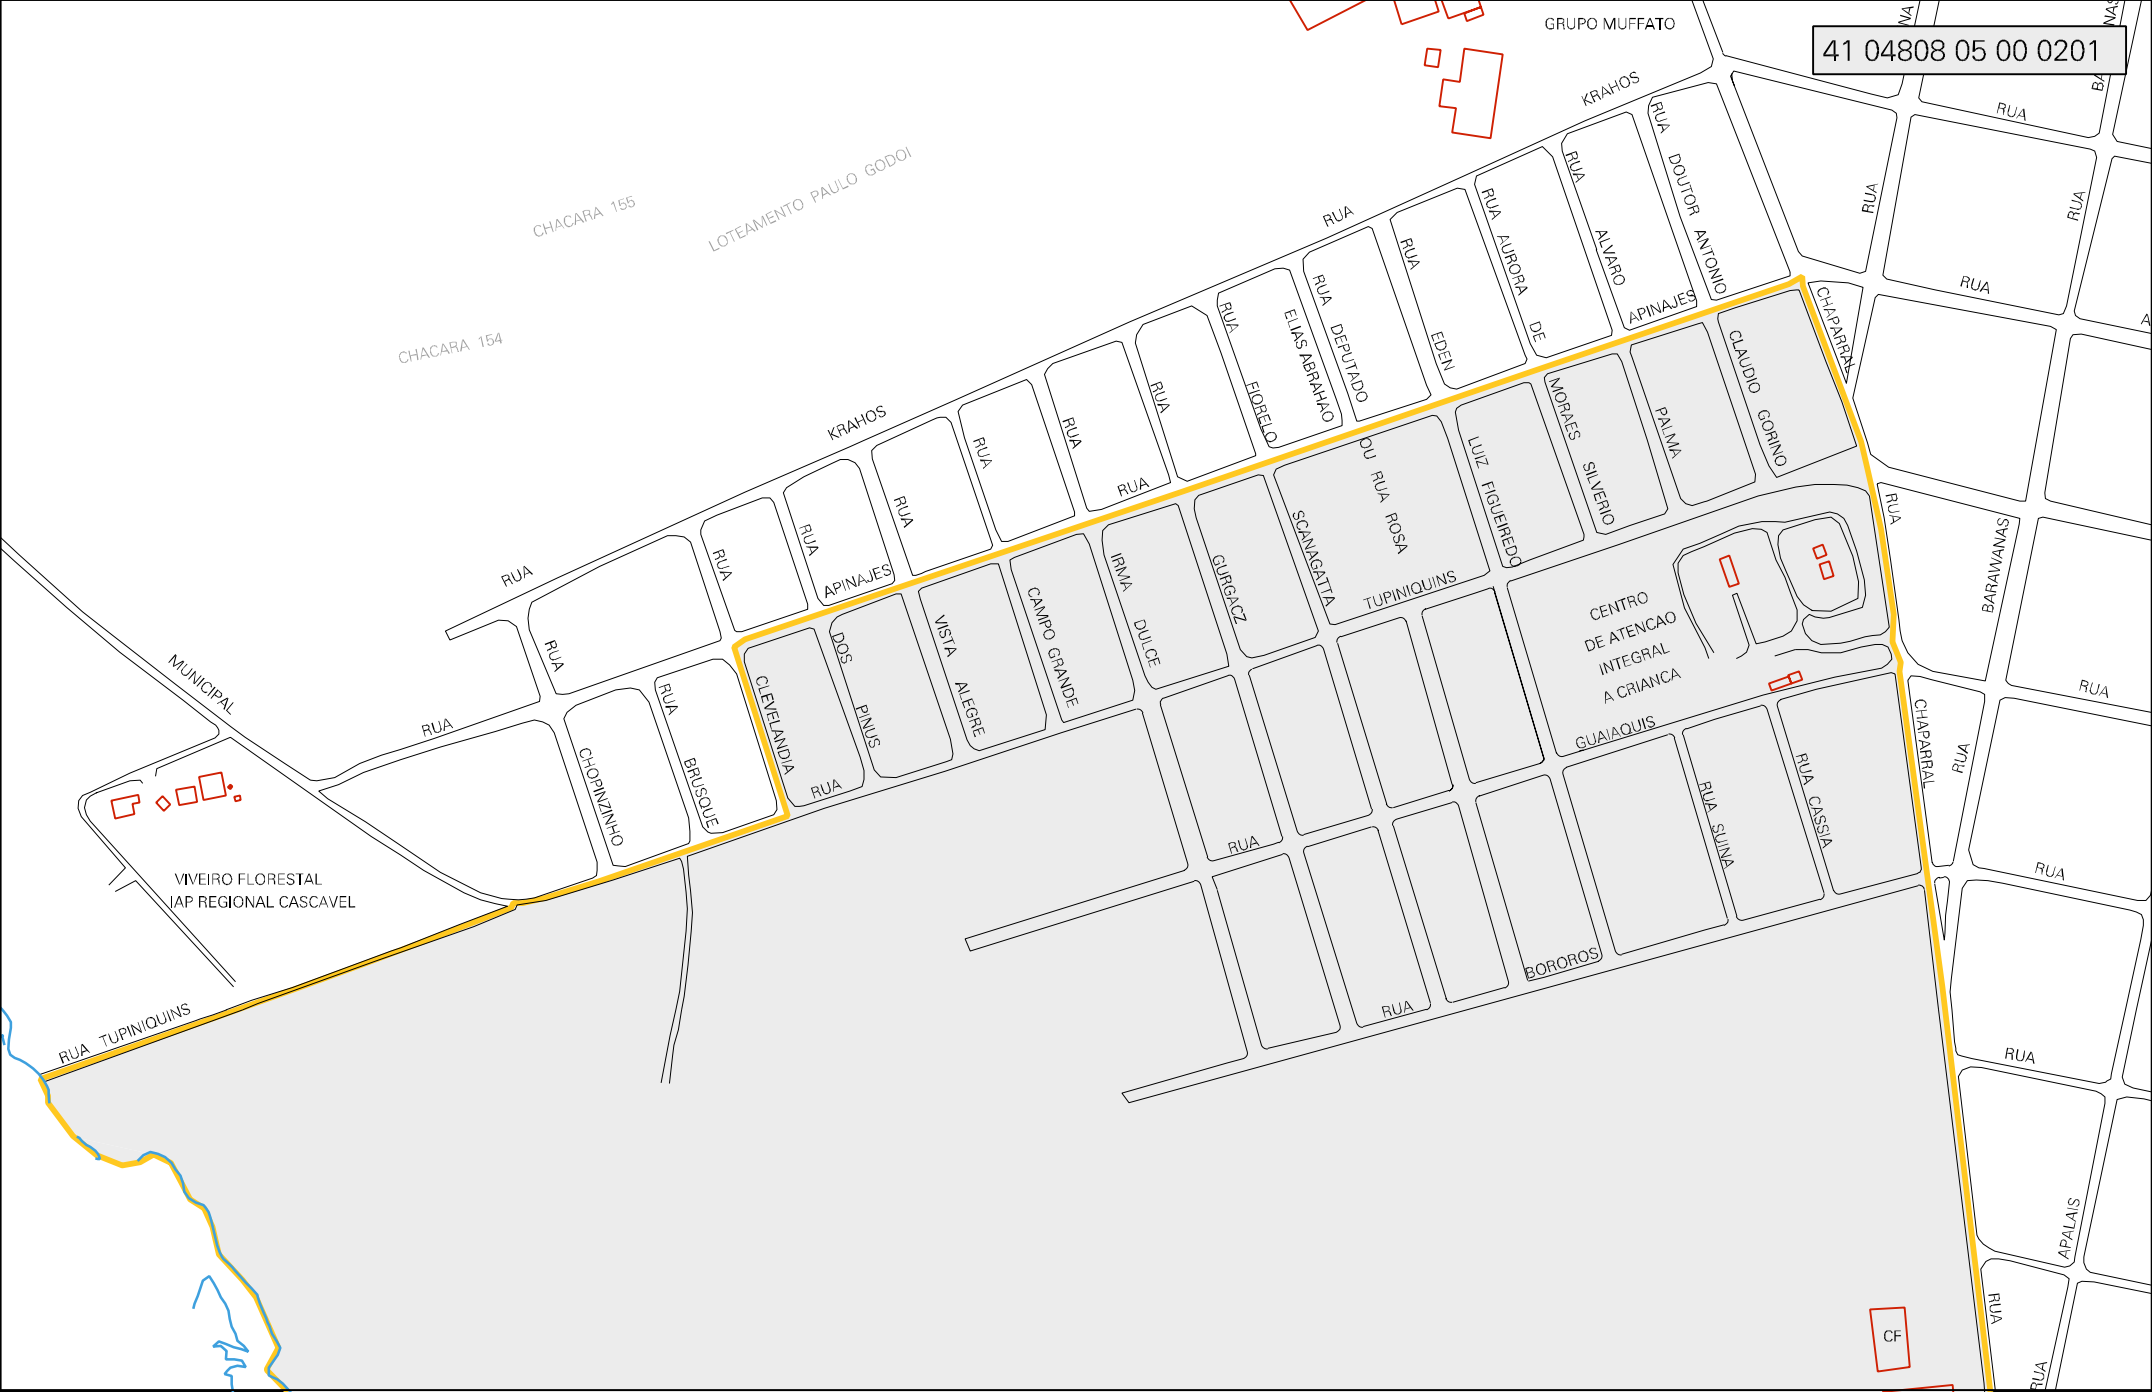 GRUPO MUFFATO
41 04808 05 00 0201
NA
BA
NAS
KRAHOS
RUA
RUA
DOUTOR
ANTONIO
CLAUDIO
GORINO
RUA
ALVARO
PALMA
RUA
AURORA
DE
MORAES
SILVERIO
RUA
EDEN
LUIZ
FIGUEIREDO
RUA
RUA
DEPUTADO
OU RUA ROSA
ELIAS ABRAHAO
RUA
FIORELO
SCANAGATTA
RUA
GURGACZ
RUA
IRMA
DULCE
RUA
CAMPO GRANDE
RUA
VISTA
ALEGRE
RUA
DOS
PINUS
RUA
CLEVELANDIA
RUA
BRUSQUE
RUA
CHOPINZINHO
CHACARA 155
LOTEAMENTO PAULO GODOI
CHACARA 154
KRAHOS
RUA
APINAJES
RUA
APINAJES
CHAPARRAL
RUA
RUA
RUA
RUA
A
RUA
BARAWANAS
MUNICIPAL
RUA
RUA
TUPINIQUINS
CENTRO
DE ATENCAO
INTEGRAL
A CRIANCA
GUAIAQUIS
RUA
RUA SUINA
RUA CASSIA
CHAPARRAL
RUA
RUA
RUA
VIVEIRO FLORESTAL
IAP REGIONAL CASCAVEL
BOROROS
RUA
RUA TUPINIQUINS
RUA
APALAIS
RUA
CF
RUA